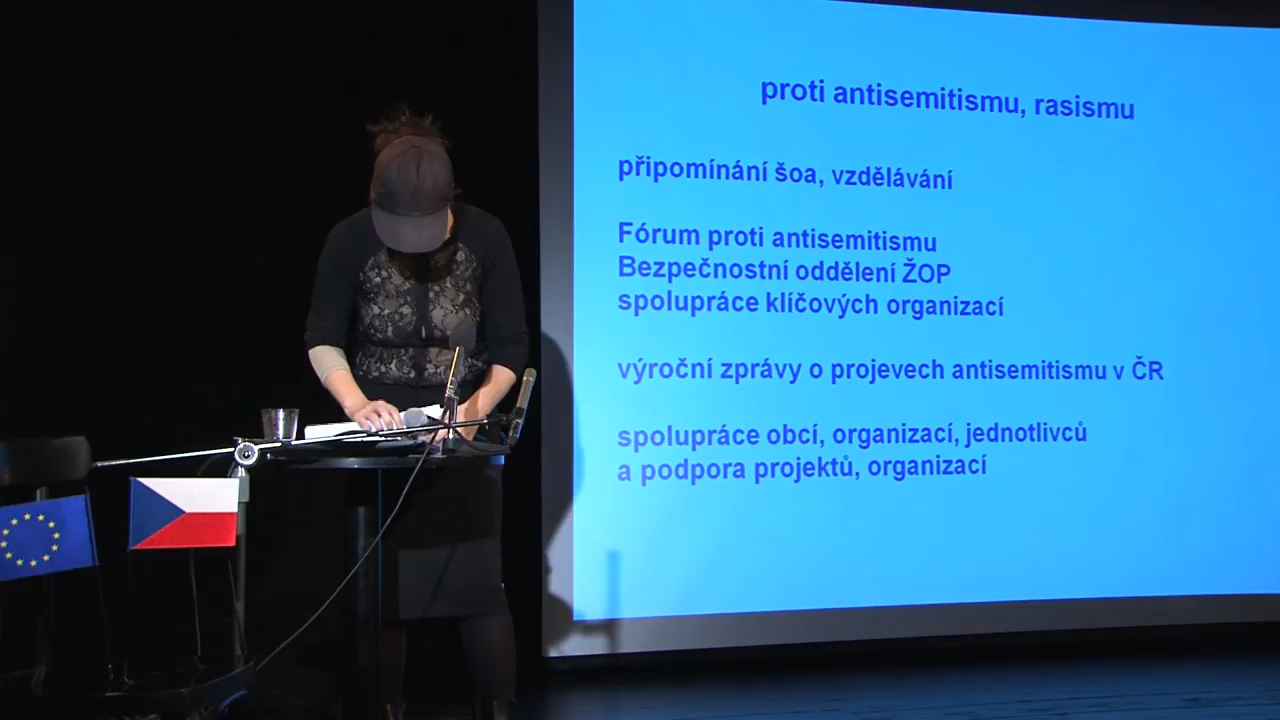 proti antisemitismu, rasismu
připomínání šoa, vzdělávání
Fórum proti antisemitismu
Bezpečnostní oddělení ŽOP
spolupráce klíčových organizací
výroční zprávy o projevech antisemitismu v ČR
spolupráce obcí, organizací, jednotlivců
a podpora projektů, organizací